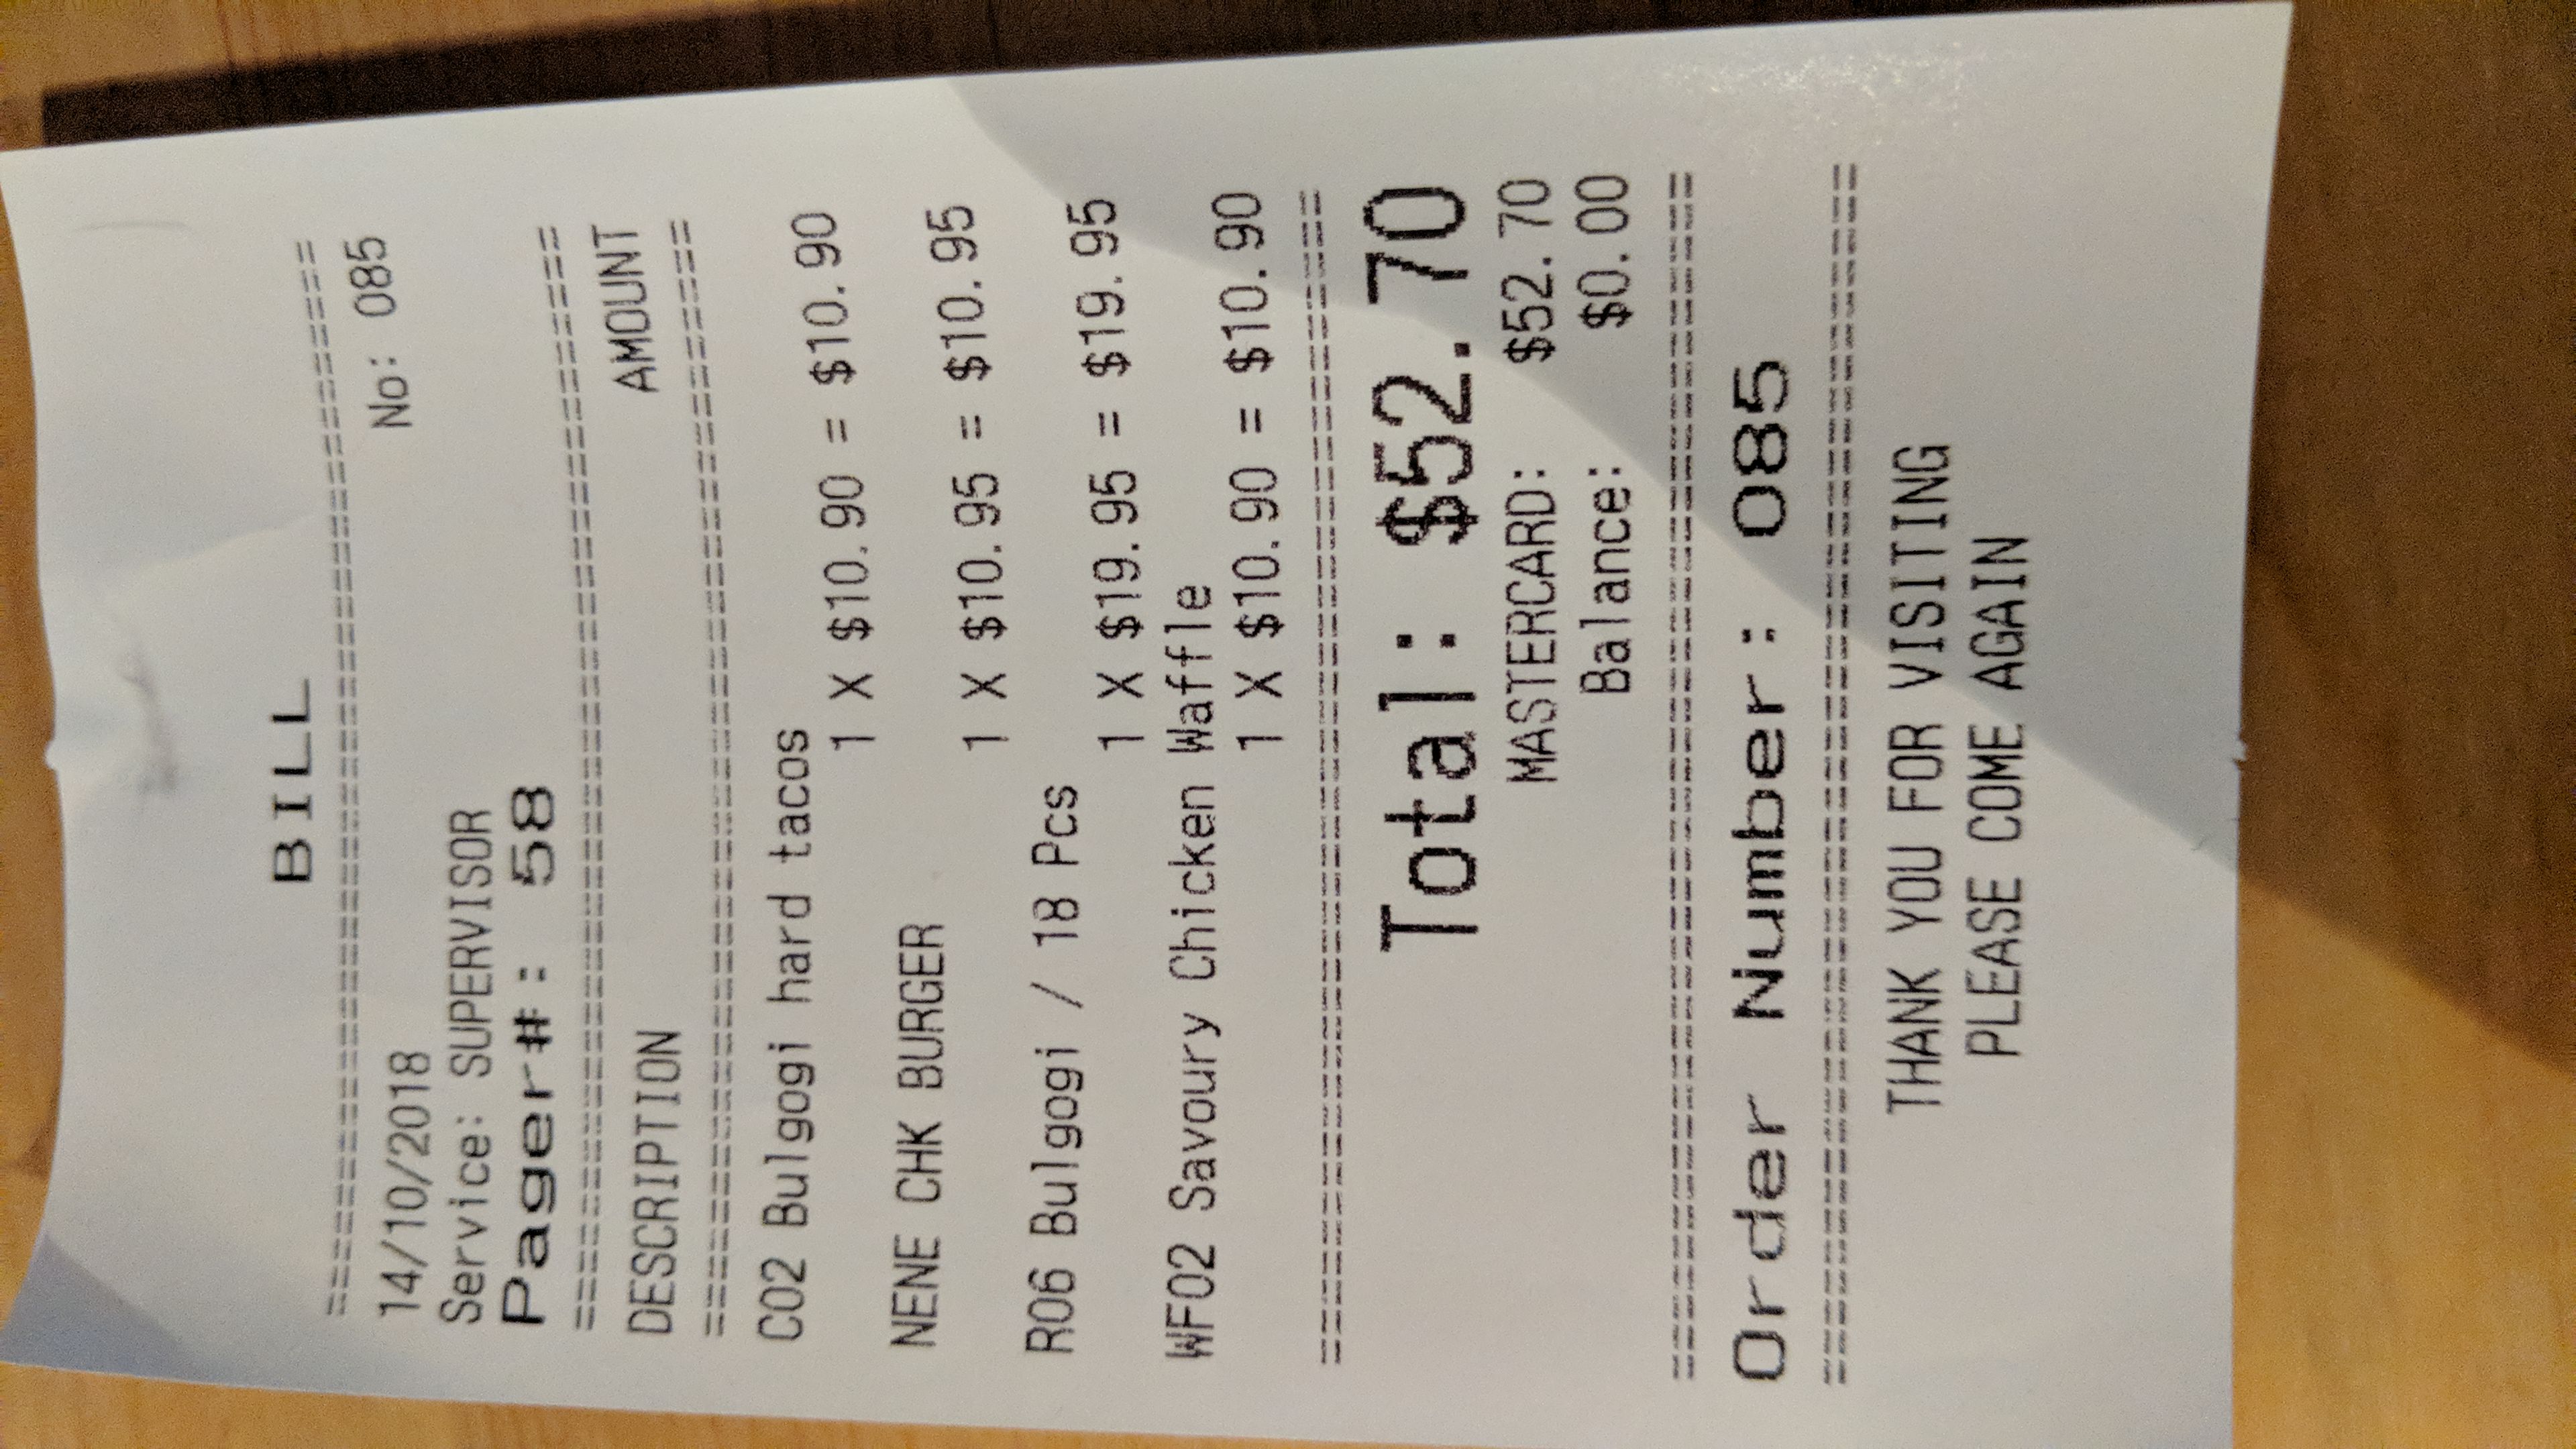 BILL
14/10/2018 No: 085
Service: SUPERVISOR
Pager#: 58
DESCRIPTION AMOUNT
C02 Bulgogi hard tacos
1 X $10.90 = $10.90
NENE CHK BURGER
1 X $10.95 = $10.95
R06 Bulgogi / 18 Pcs
1 X $19.95 = $19.95
WF02 Savoury Chicken Waffle
1 X $10.90 = $10.90
Total: $52.70
MASTERCARD: $52.70
Balance: $0.00
Order Number: 085
THANK YOU FOR VISITING
PLEASE COME AGAIN